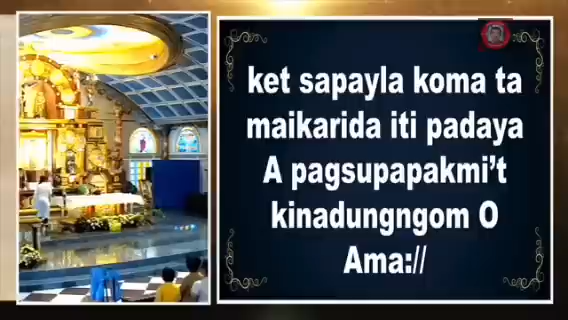 ket sapayla koma ta
maikarida iti padaya
A pagsupapakmi't
kinadungngom O
Ama://